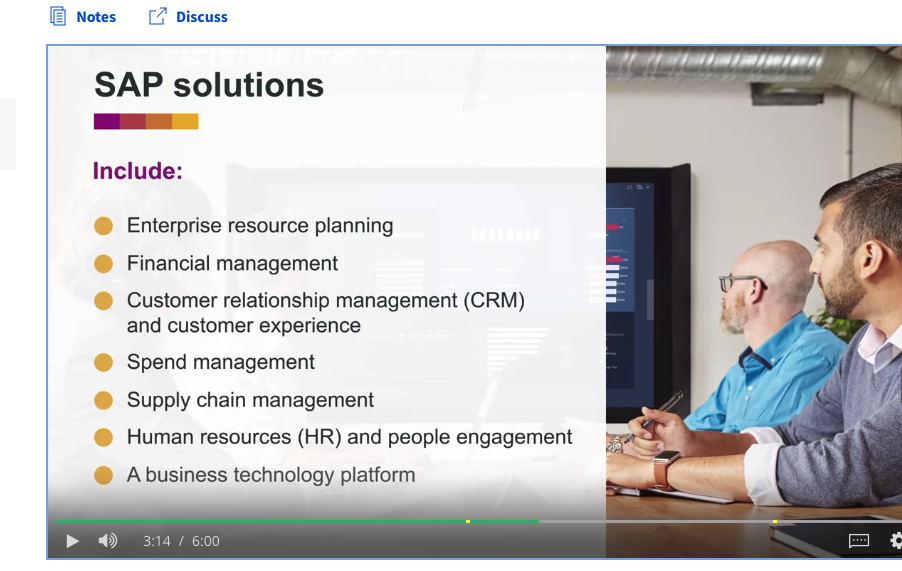 Notes
Discuss
SAP solutions
Include:
Enterprise resource planning
Financial management
Customer relationship management (CRM)
and customer experience
Spend management
Supply chain management
Human resources (HR) and people engagement
A business technology platform
3:14 / 6:00